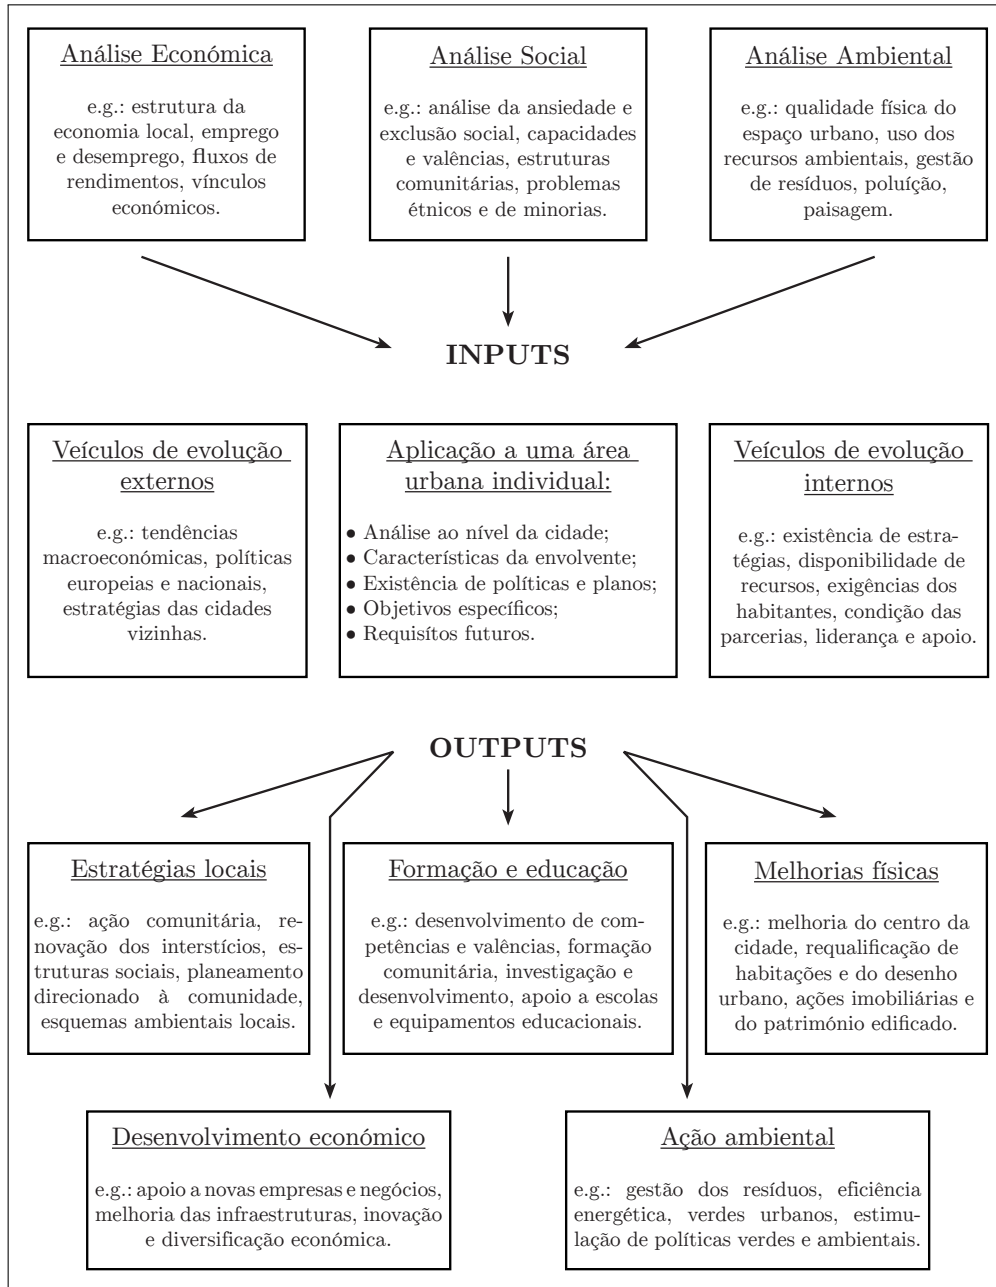 Análise Económica
e.g.: estrutura da
economia local, emprego
e desemprego, fluxos de
rendimentos, vínculos
económicos.
Análise Social
e.g.: análise da ansiedade e
exclusão social, capacidades
e valências, estruturas
comunitárias, problemas
étnicos e de minorias.
Análise Ambiental
e.g.: qualidade física do
espaço urbano, uso dos
recursos ambientais, gestão
de resíduos, poluíção,
paisagem.
INPUTS
Veículos de evolução
externos
e.g.: tendências
macroeconómicas, políticas
europeias e nacionais,
estratégias das cidades
vizinhas.
Aplicação a uma área
urbana individual:
• Análise ao nível da cidade;
• Características da envolvente;
• Existência de políticas e planos;
• Objetivos específicos;
• Requisítos futuros.
Veículos de evolução
internos
e.g.: existência de estra-
tégias, disponibilidade de
recursos, exigências dos
habitantes, condição das
parcerias, liderança e apoio.
OUTPUTS
Estratégias locais
e.g.: ação comunitária, re-
novação dos interstícios, es-
truturas sociais, planeamento
direcionado à comunidade,
esquemas ambientais locais.
Formação e educação
e.g.: desenvolvimento de com-
petências e valências, formação
comunitária, investigação e
desenvolvimento, apoio a escolas
e equipamentos educacionais.
Melhorias físicas
e.g.: melhoria do centro da
cidade, requalificação de
habitações e do desenho
urbano, ações imobiliárias e
do património edificado.
Desenvolvimento económico
e.g.: apoio a novas empresas e negócios,
melhoria das infraestruturas, inovação
e diversificação económica.
Ação ambiental
e.g.: gestão dos resíduos, eficiência
energética, verdes urbanos, estimu-
lação de políticas verdes e ambientais.